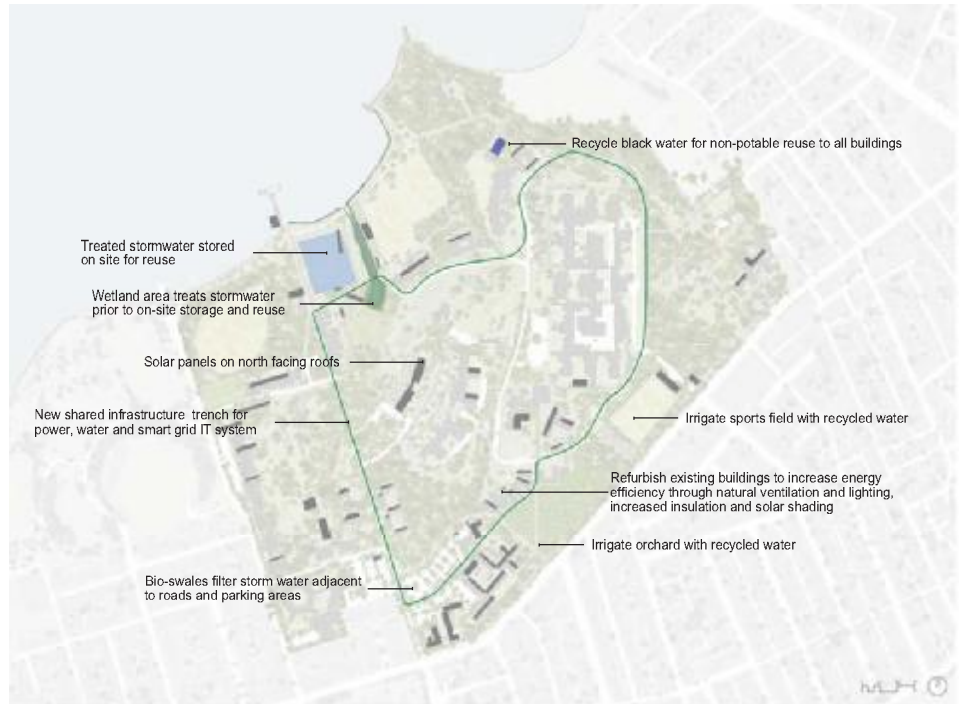 Recycle black water for non-potable reuse to all buildings
Treated stormwater stored
on site for reuse
Wetland area treats stormwater
prior to on-site storage and reuse
Solar panels on north facing roofs
New shared infrastructure trench for
power, water and smart grid IT system
Irrigate sports field with recycled water
Refurbish existing buildings to increase energy
efficiency through natural ventilation and lighting,
increased insulation and solar shading
Irrigate orchard with recycled water
Bio-swales filter storm water adjacent
to roads and parking areas